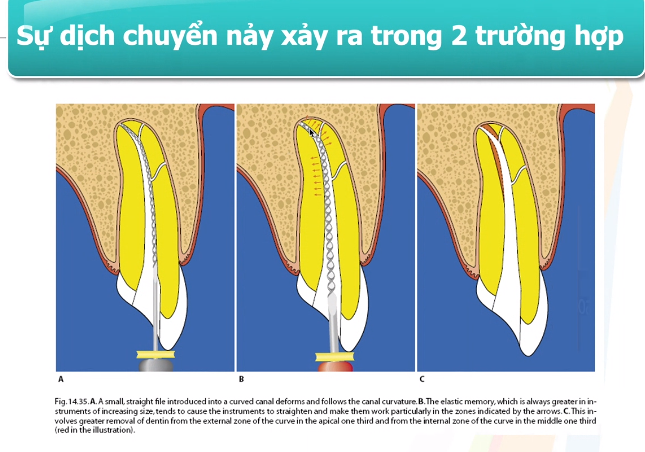 Sự dịch chuyển nảy xảy ra trong 2 trường hợp
A
B
C
Fig. 14.35. A. A small, straight file introduced into a curved canal deforms and follows the canal curvature. B. The elastic memory, which is always greater in in-
struments of increasing size, tends to cause the instruments to straighten and make them work particularly in the zones indicated by the arrows. C. This in-
volves greater removal of dentin from the external zone of the curve in the apical one third and from the internal zone of the curve in the middle one third
(red in the illustration).